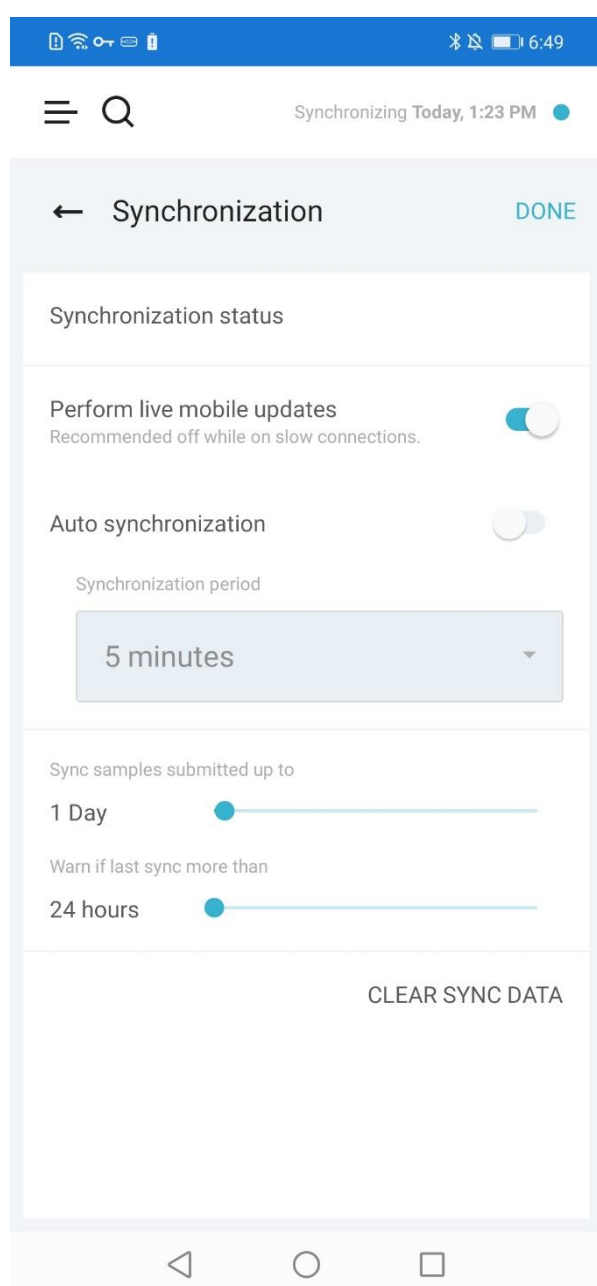 6:49
Synchronizing Today, 1:23 PM
Synchronization
DONE
Synchronization status
Perform live mobile updates
Recommended off while on slow connections.
Auto synchronization
Synchronization period
5 minutes
Sync samples submitted up to
1 Day
Warn if last sync more than
24 hours
CLEAR SYNC DATA